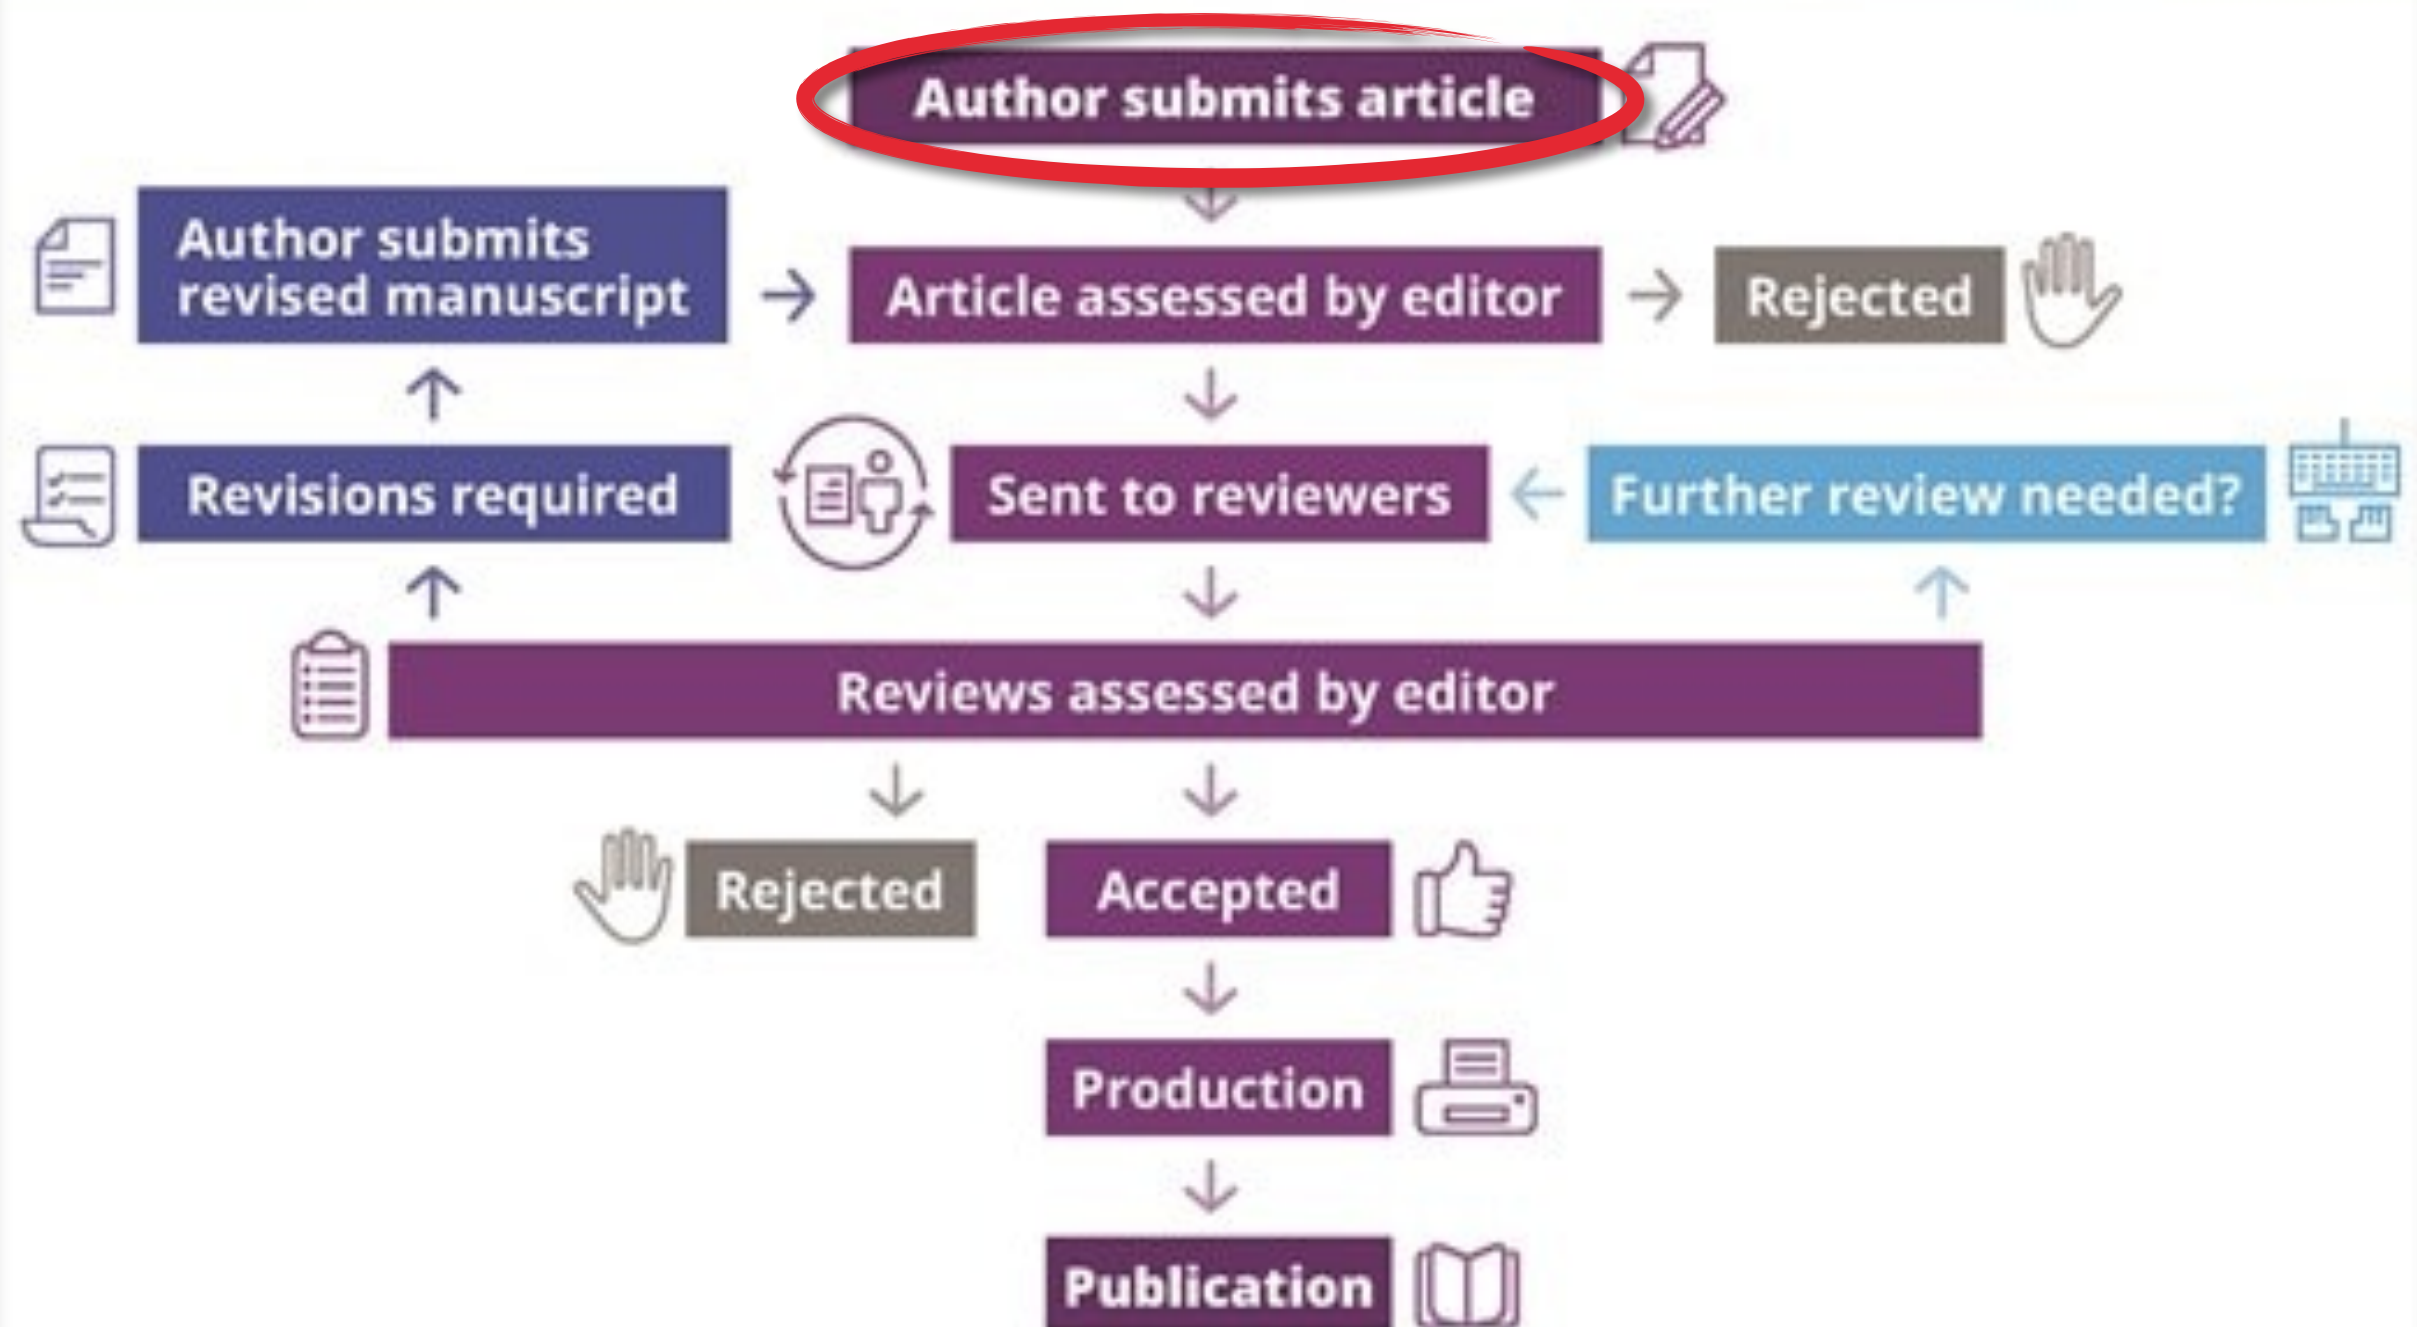 Author submits article
Author submits
revised manuscript
Article assessed by editor
Rejected
Revisions required
Sent to reviewers
Further review needed?
Reviews assessed by editor
Rejected
Accepted
Production
Publication